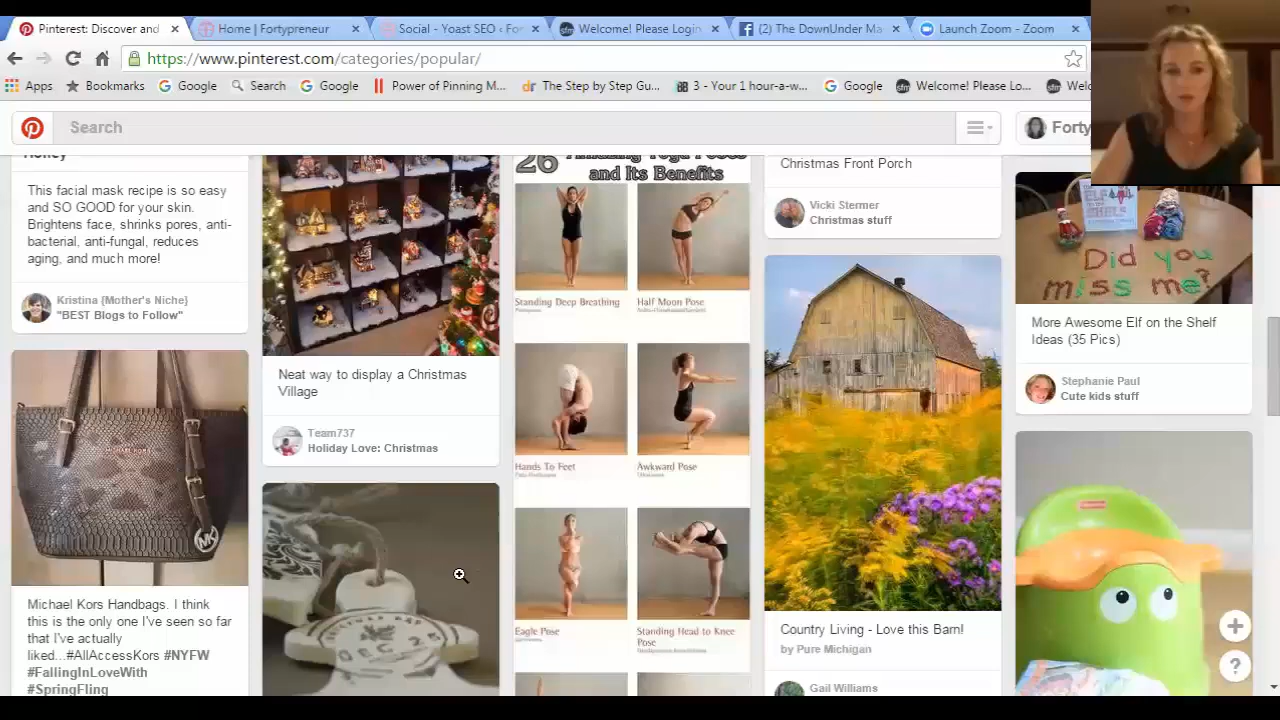 Pinterest: Discover and
Home | Fortypreneur
Social - Yoast SEO ‹ For
Welcome! Please Login
(2) The DownUnder Ma
Launch Zoom - Zoom
https://www.pinterest.com/categories/popular/
Apps
Bookmarks
Google
Search
Google
Power of Pinning M...
The Step by Step Gu...
3 - Your 1 hour-a-w...
Google
Welcome! Please Lo...
Search
Forty
Honey
This facial mask recipe is so easy
and SO GOOD for your skin.
Brightens face, shrinks pores, anti-
bacterial, anti-fungal, reduces
aging, and much more!
Kristina {Mother's Niche}
"BEST Blogs to Follow"
MICHAEL KORS
MK
Michael Kors Handbags. I think
this is the only one I've seen so far
that I've actually
liked...#AllAccessKors #NYFW
#FallingInLoveWith
#SpringFling
Neat way to display a Christmas
Village
Team737
Holiday Love: Christmas
26 Amazing Yoga Poses
and Its Benefits
Standing Deep Breathing
Half Moon Pose
Hands To Feet
Awkward Pose
Eagle Pose
Standing Head to Knee
Pose
Christmas Front Porch
Vicki Stermer
Christmas stuff
Country Living - Love this Barn!
by Pure Michigan
Gail Williams
Did you
miss me?
More Awesome Elf on the Shelf
Ideas (35 Pics)
Stephanie Paul
Cute kids stuff